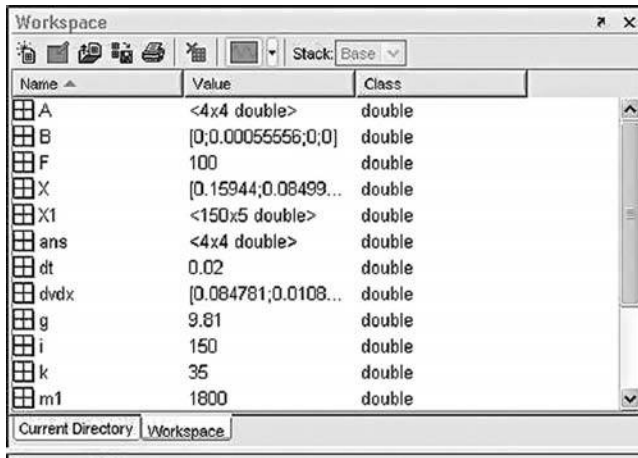 Workspace
Stack: Base
Name Value Class
A <4x4 double> double
B [0;0.00055556;0;0] double
F 100 double
X [0.15944;0.08499... double
X1 <150x5 double> double
ans <4x4 double> double
dt 0.02 double
dvdx [0.084781;0.0108... double
g 9.81 double
i 150 double
k 35 double
m1 1800 double
Current Directory Workspace